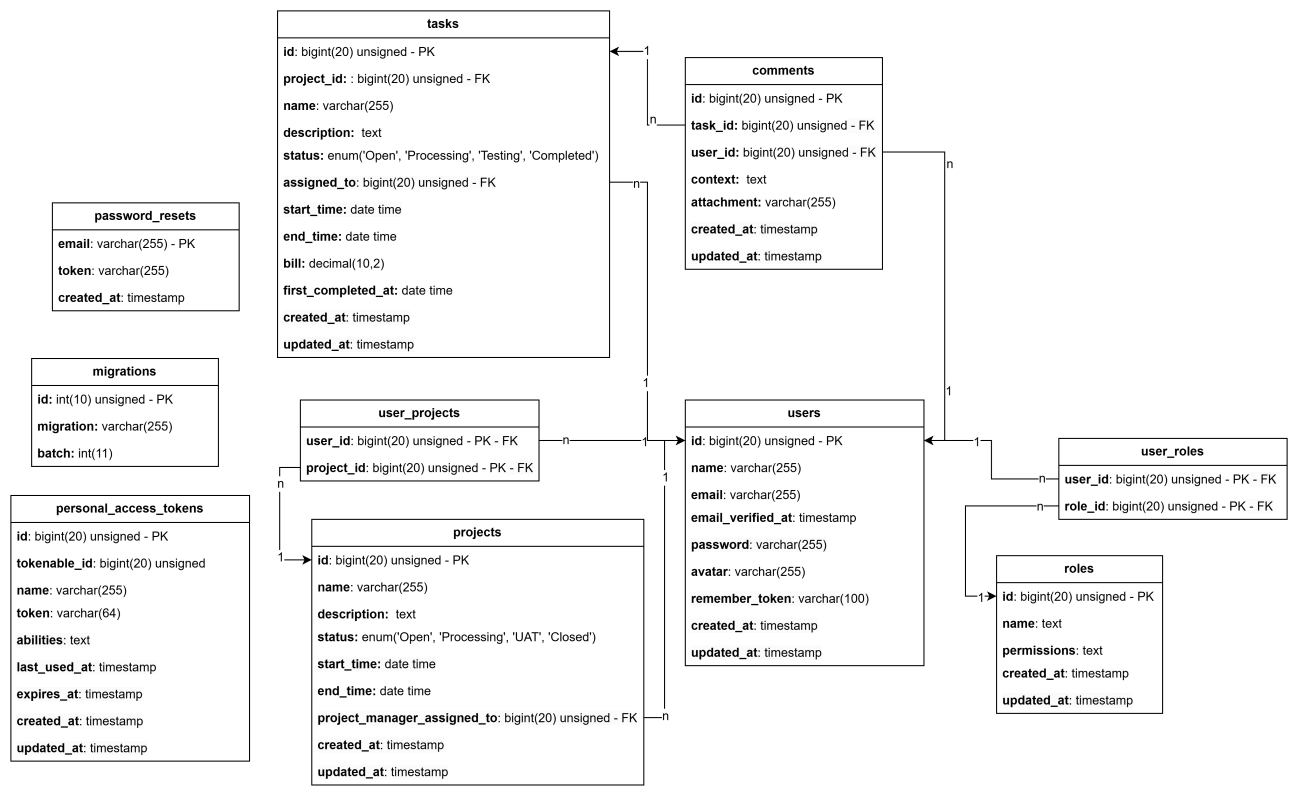 tasks
id: bigint(20) unsigned - PK
project_id: : bigint(20) unsigned - FK
name: varchar(255)
description: text
status: enum('Open', 'Processing', 'Testing', 'Completed')
assigned_to: bigint(20) unsigned - FK
start_time: date time
end_time: date time
bill: decimal(10,2)
first_completed_at: date time
created_at: timestamp
updated_at: timestamp
1
n
n
1
comments
id: bigint(20) unsigned - PK
task_id: bigint(20) unsigned - FK
user_id: bigint(20) unsigned - FK
context: text
attachment: varchar(255)
created_at: timestamp
updated_at: timestamp
n
1
password_resets
email: varchar(255) - PK
token: varchar(255)
created_at: timestamp
migrations
id: int(10) unsigned - PK
migration: varchar(255)
batch: int(11)
personal_access_tokens
id: bigint(20) unsigned - PK
tokenable_id: bigint(20) unsigned
name: varchar(255)
token: varchar(64)
abilities: text
last_used_at: timestamp
expires_at: timestamp
created_at: timestamp
updated_at: timestamp
user_projects
user_id: bigint(20) unsigned - PK - FK
project_id: bigint(20) unsigned - PK - FK
n
1
n
1
projects
id: bigint(20) unsigned - PK
name: varchar(255)
description: text
status: enum('Open', 'Processing', 'UAT', 'Closed')
start_time: date time
end_time: date time
project_manager_assigned_to: bigint(20) unsigned - FK
created_at: timestamp
updated_at: timestamp
1
n
users
id: bigint(20) unsigned - PK
name: varchar(255)
email: varchar(255)
email_verified_at: timestamp
password: varchar(255)
avatar: varchar(255)
remember_token: varchar(100)
created_at: timestamp
updated_at: timestamp
1
n
user_roles
user_id: bigint(20) unsigned - PK - FK
role_id: bigint(20) unsigned - PK - FK
n
1
roles
id: bigint(20) unsigned - PK
name: text
permissions: text
created_at: timestamp
updated_at: timestamp